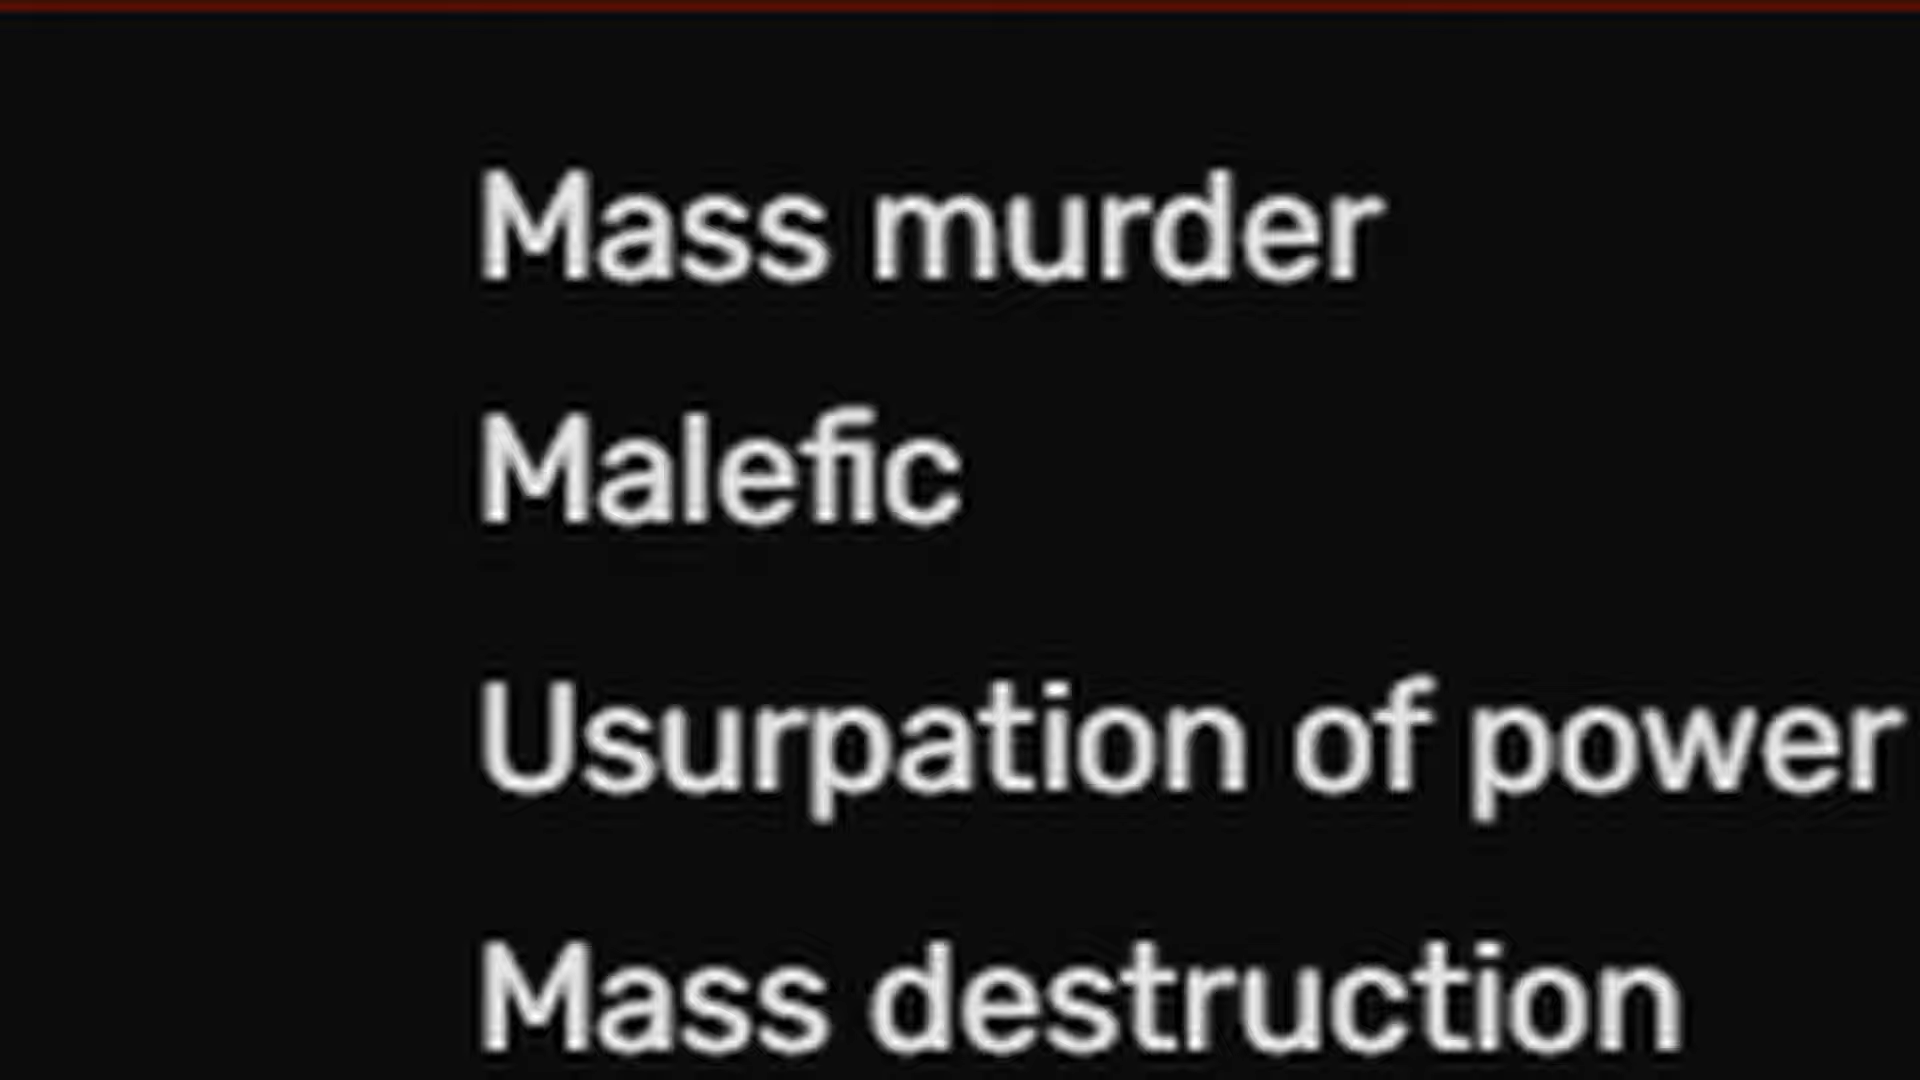 Mass murder
Malefic
Usurpation of power
Mass destruction